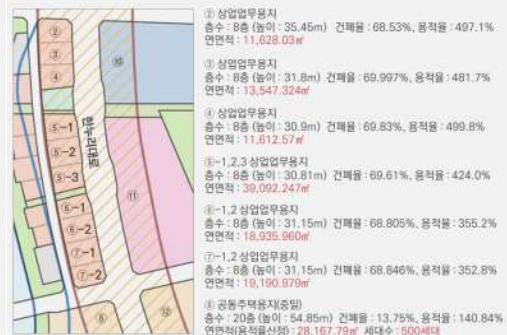 ②
③
④
⑤-1
⑤-2
⑤-3
⑥-1
⑥-2
⑦-1
⑦-2
⑧
⑩
⑪
⑫
한누리대로
② 상업업무용지
층수 : 8층 (높이 : 35.45m) 건폐율 : 68.53%, 용적율 : 497.1%
연면적 : 11,628.03㎡
③ 상업업무용지
층수 : 8층 (높이 : 31.8m) 건폐율 : 69.997%, 용적율 : 481.7%
연면적 : 13,547.324㎡
④ 상업업무용지
층수 : 8층 (높이 : 30.9m) 건폐율 : 69.83%, 용적율 : 499.8%
연면적 : 11,612.57㎡
⑤-1,2,3 상업업무용지
층수 : 8층 (높이 : 30.81m) 건폐율 : 69.61%, 용적율 : 424.0%
연면적 : 39,092.247㎡
⑥-1,2 상업업무용지
층수 : 8층 (높이 : 31.15m) 건폐율 : 68.805%, 용적율 : 355.2%
연면적 : 18,935.960㎡
⑦-1,2 상업업무용지
층수 : 8층 (높이 : 31.15m) 건폐율 : 68.846%, 용적율 : 352.8%
연면적 : 19,190.979㎡
⑧ 공동주택용지(중밀)
층수 : 20층 (높이 : 54.85m) 건폐율 : 13.75%, 용적율 : 140.84%
연면적(용적율산정) : 28,167.79㎡ 세대수 : 500세대